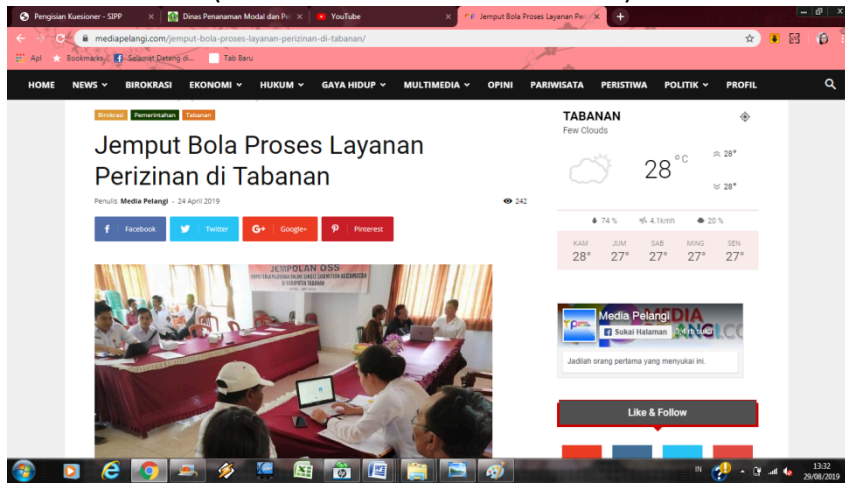 Pengisian Kuesioner - SIPP
Dinas Penanaman Modal dan Per
YouTube
Jemput Bola Proses Layanan Per
mediapelangi.com/jemput-bola-proses-layanan-perizinan-di-tabanan/
Apl
Bookmarks
Selamat Datang di...
Tab Baru
HOME NEWS BIROKRASI EKONOMI HUKUM GAYA HIDUP MULTIMEDIA OPINI PARIWISATA PERISTIWA POLITIK PROFIL
Birokrasi Pemerintahan Tabanan
Jemput Bola Proses Layanan
Perizinan di Tabanan
Penulis Media Pelangi - 24 April 2019
242
Facebook Twitter Google+ Pinterest
JEMPOLAN OSS
DI KABUPATEN TABANAN
TABANAN
Few Clouds
28°C
28°
28°
74 % 4.1kmh 20 %
KAM JUM SAB MING SEN
28° 27° 27° 27° 27°
Media Pelangi
Sukai Halaman
Jadilah orang pertama yang menyukai ini.
Like & Follow
IN
13:32
29/08/2019